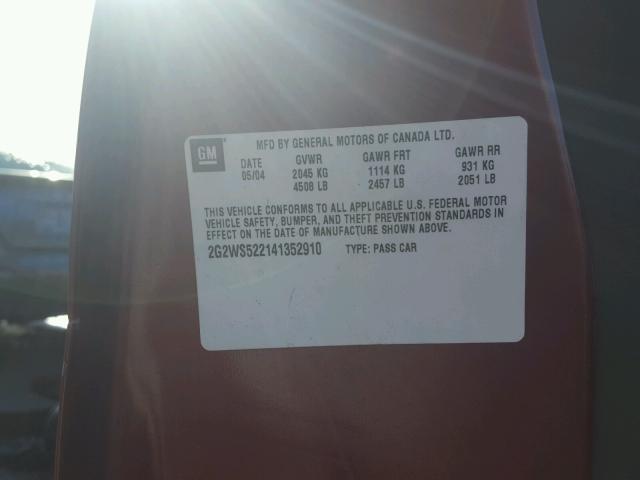 GM
MFD BY GENERAL MOTORS OF CANADA LTD.
DATE GVWR GAWR FRT GAWR RR
05/04 2045 KG 1114 KG 931 KG
4508 LB 2457 LB 2051 LB
THIS VEHICLE CONFORMS TO ALL APPLICABLE U.S. FEDERAL MOTOR
VEHICLE SAFETY, BUMPER, AND THEFT PREVENTION STANDARDS IN
EFFECT ON THE DATE OF MANUFACTURE SHOWN ABOVE.
2G2WS522141352910 TYPE: PASS CAR